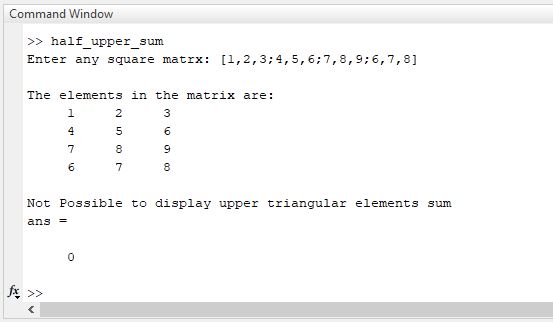 Command Window
>> half_upper_sum
Enter any square matrx: [1,2,3;4,5,6;7,8,9;6,7,8]
The elements in the matrix are:
1 2 3
4 5 6
7 8 9
6 7 8
Not Possible to display upper triangular elements sum
ans =
0
fx >>